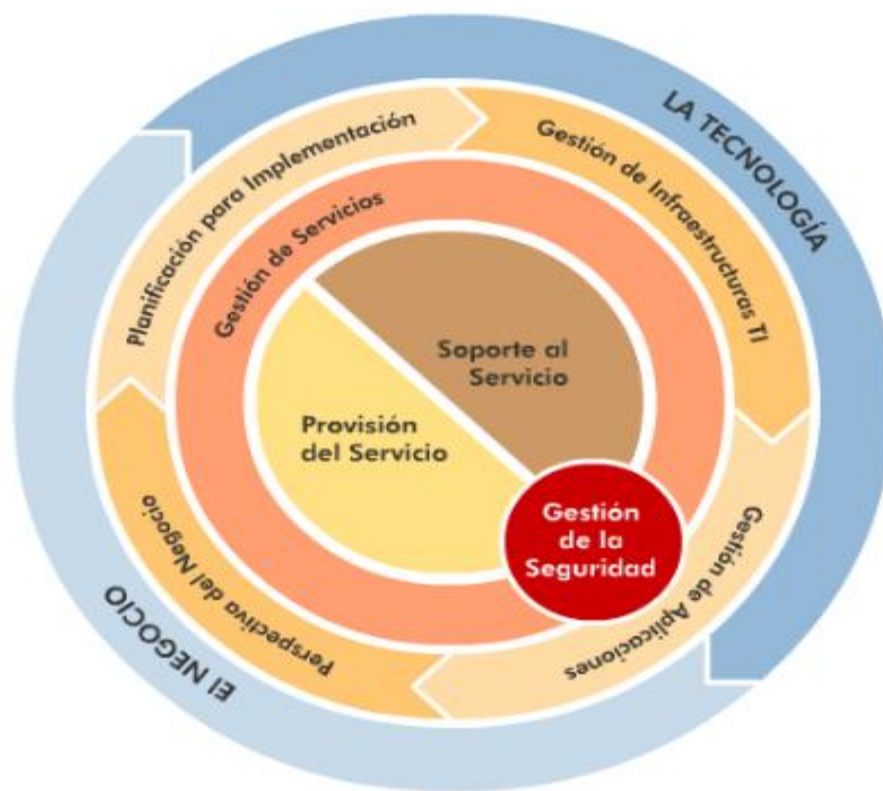 LA TECNOLOGÍA
Planificación para Implementación
Gestión de Infraestructuras TI
Gestión de Servicios
Soporte al
Servicio
Provisión
del Servicio
Gestión
de la
Seguridad
Gestión de Aplicaciones
Perspectiva del Negocio
El NEGOCIO